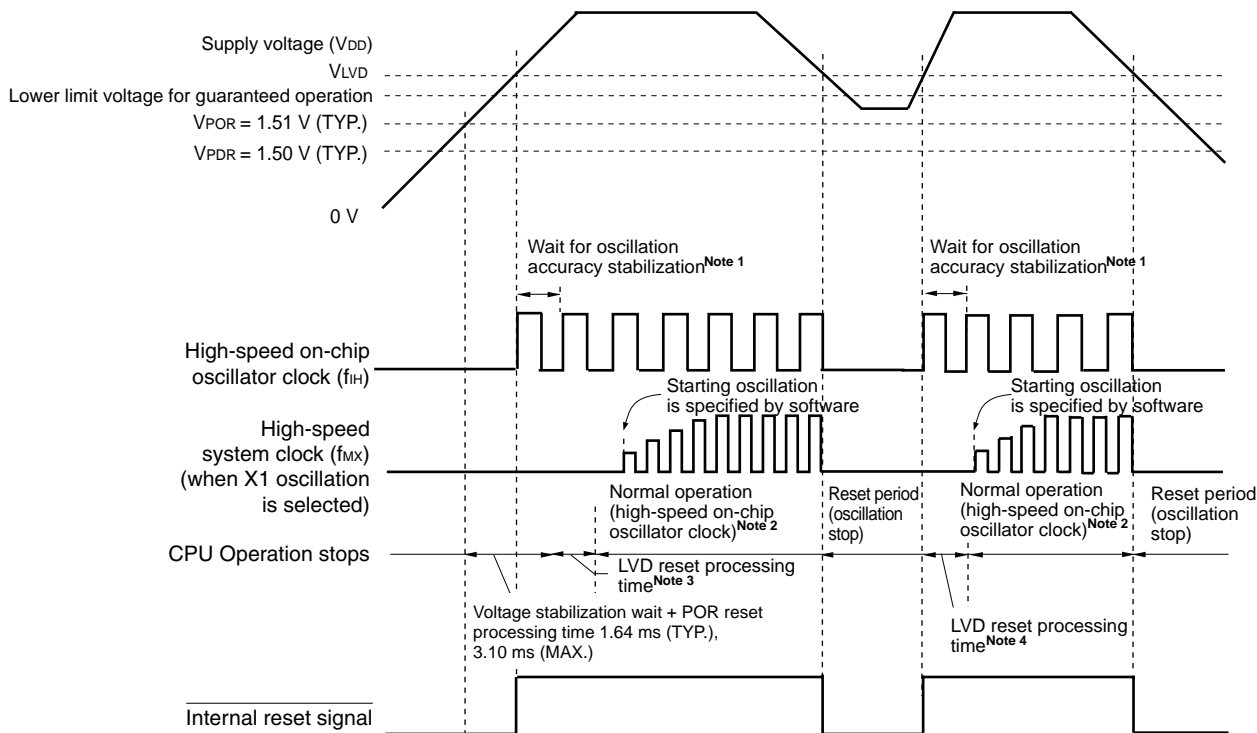 Supply voltage (VDD)
VLVD
Lower limit voltage for guaranteed operation
VPOR = 1.51 V (TYP.)
VPDR = 1.50 V (TYP.)
0 V
Wait for oscillation
accuracy stabilizationNote 1
Wait for oscillation
accuracy stabilizationNote 1
High-speed on-chip
oscillator clock (fIH)
Starting oscillation
is specified by software
Starting oscillation
is specified by software
High-speed
system clock (fMX)
(when X1 oscillation
is selected)
Normal operation
(high-speed on-chip
oscillator clock)Note 2
Reset period
(oscillation
stop)
Normal operation
(high-speed on-chip
oscillator clock)Note 2
Reset period
(oscillation
stop)
CPU Operation stops
LVD reset processing
timeNote 3
Voltage stabilization wait + POR reset
processing time 1.64 ms (TYP.),
3.10 ms (MAX.)
LVD reset processing
timeNote 4
Internal reset signal